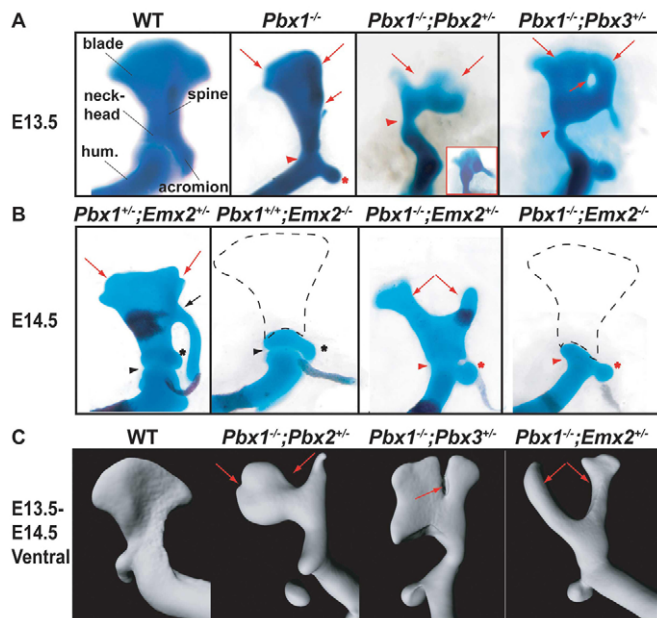 A
WT
Pbx1-/-
Pbx1-/-;Pbx2+/-
Pbx1-/-;Pbx3+/-
E13.5
blade
neck-
head
spine
hum.
acromion
*
B
Pbx1+/-;Emx2+/-
Pbx1+/+;Emx2-/-
Pbx1-/-;Emx2+/-
Pbx1-/-;Emx2-/-
E14.5
*
*
*
*
C
WT
Pbx1-/-;Pbx2+/-
Pbx1-/-;Pbx3+/-
Pbx1-/-;Emx2+/-
E13.5-
E14.5
Ventral